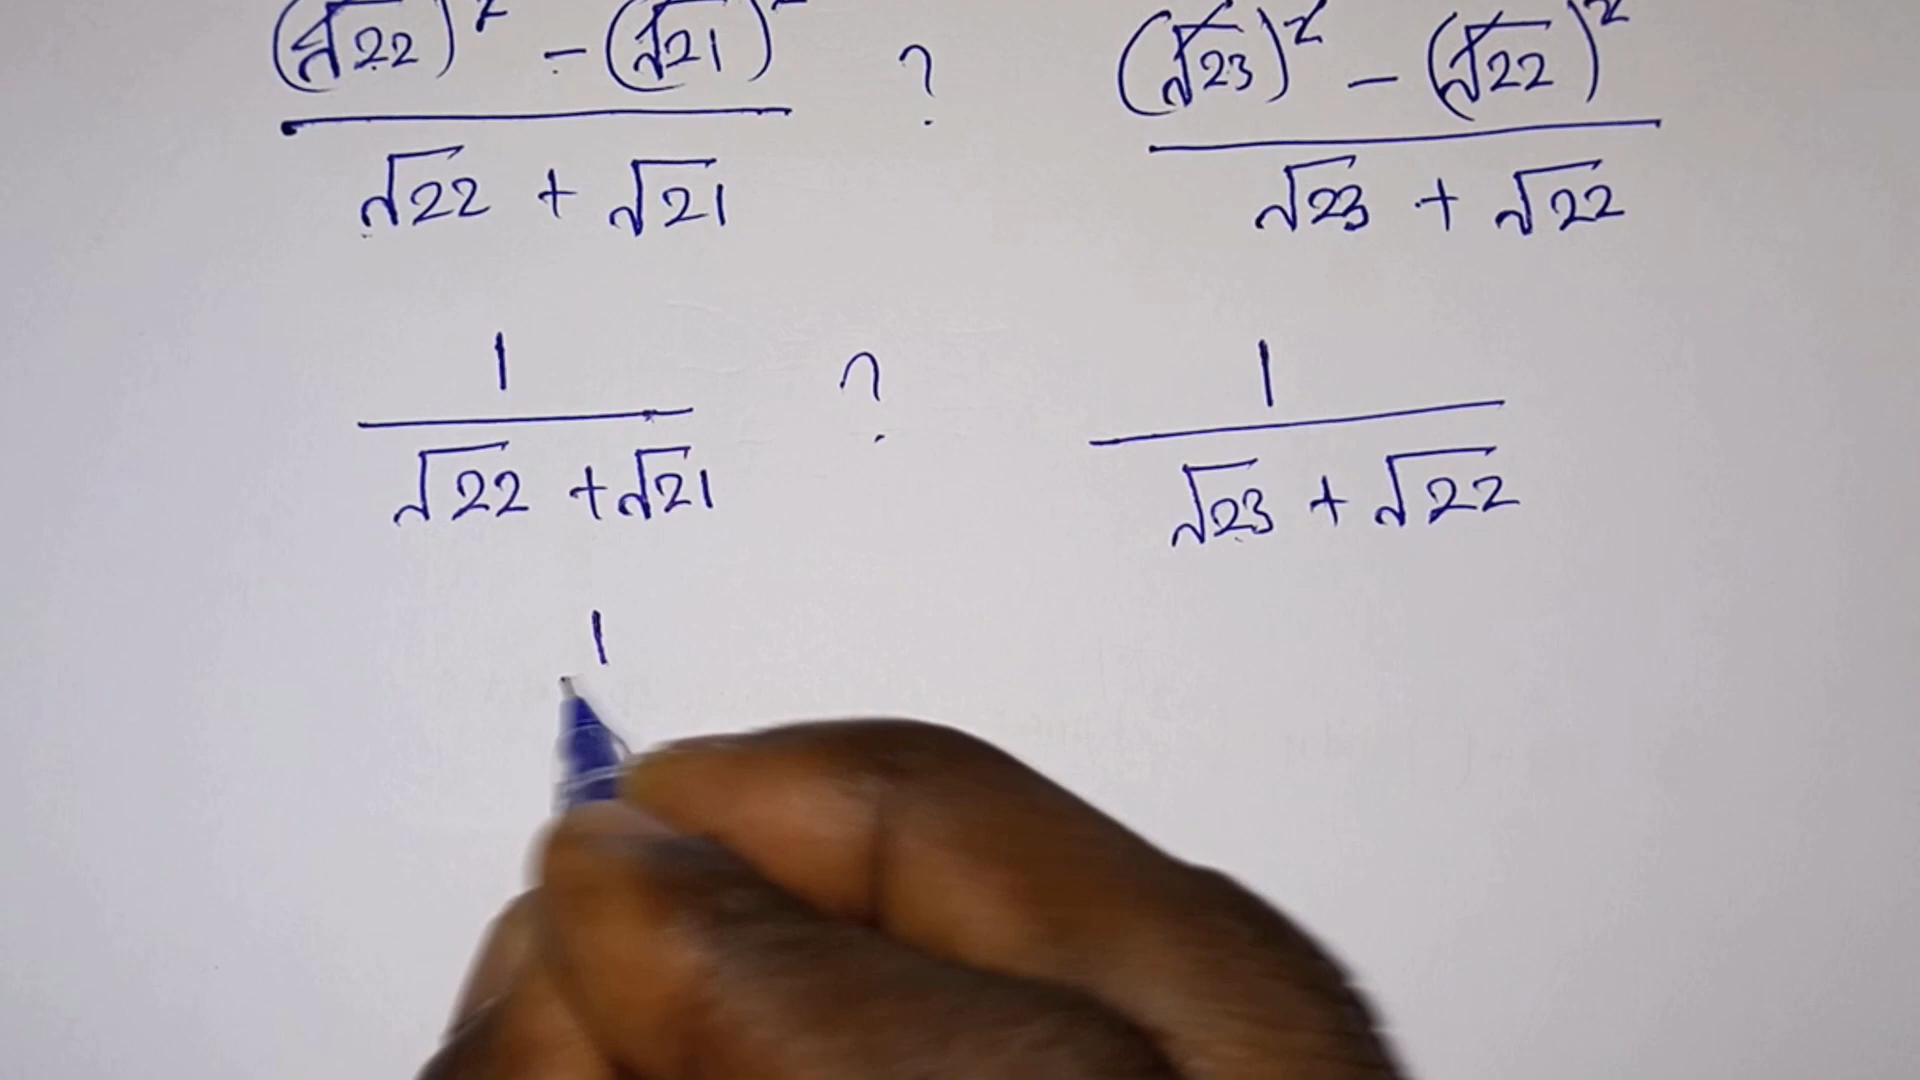 (√22)² - (√21)² ? (√23)² - (√22)²
√22 + √21 √23 + √22
1 ? 1
√22 + √21 √23 + √22
1